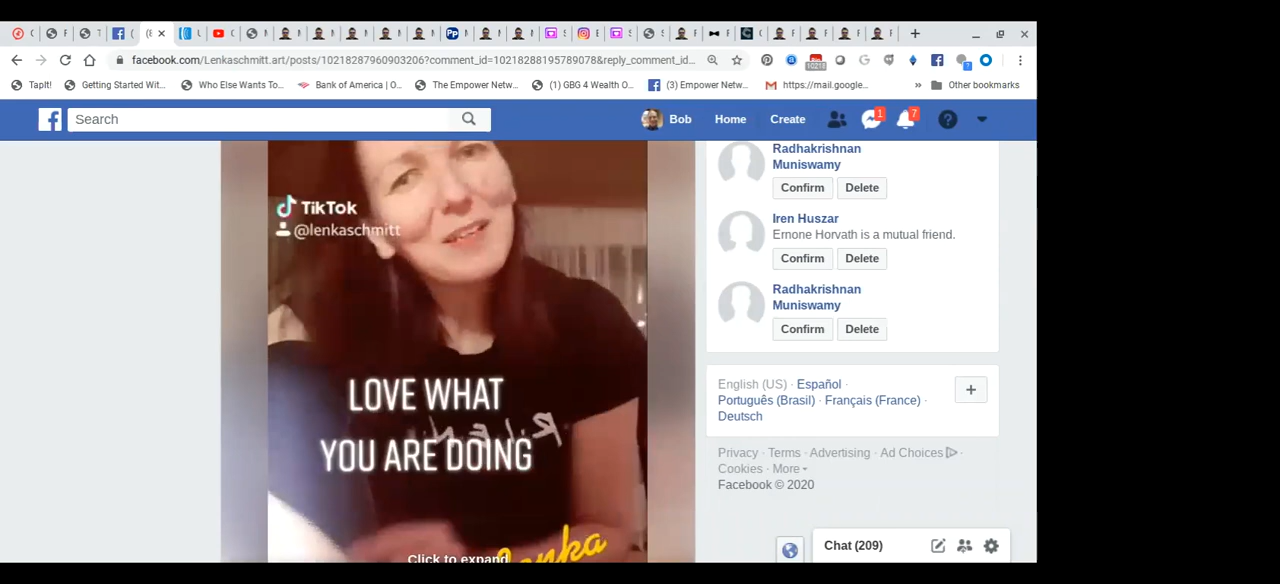 facebook.com/Lenkaschmitt.art/posts/10218287960903206?comment_id=10218288195789078&reply_comment_id...
TapIt!
Getting Started Wit...
Who Else Wants To...
Bank of America | O...
The Empower Netw...
(1) GBG 4 Wealth O...
(3) Empower Netw...
https://mail.google...
»
Other bookmarks
Search
Bob
Home
Create
1
7
Radhakrishnan
Muniswamy
Confirm
Delete
TikTok
@lenkaschmitt
Iren Huszar
Ernone Horvath is a mutual friend.
Confirm
Delete
Radhakrishnan
Muniswamy
Confirm
Delete
LOVE WHAT
YOU ARE DOING
English (US) · Español ·
Português (Brasil) · Français (France) ·
Deutsch
Privacy · Terms · Advertising · Ad Choices ·
Cookies · More
Facebook © 2020
Click to expand
Lenka
Chat (209)